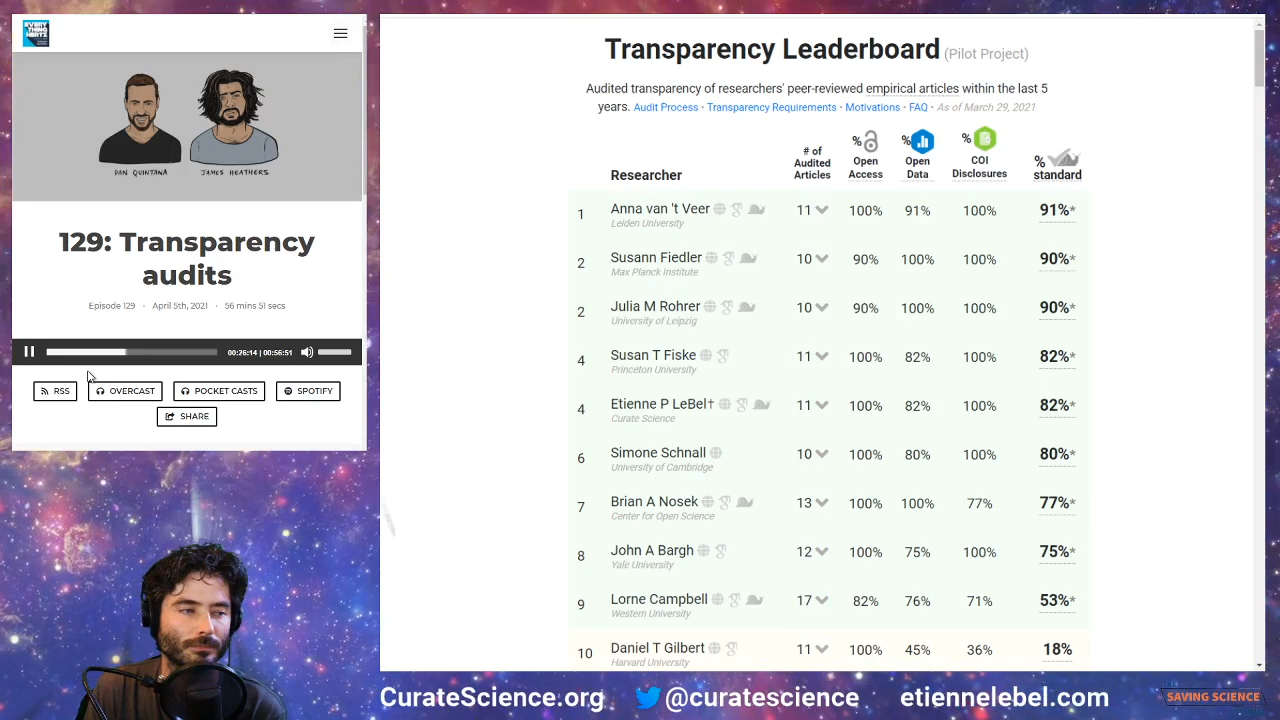 EVERY
THING
HERTZ
PAN QUINTANA
JAMES HEATHERS
129: Transparency
audits
Episode 129 • April 5th, 2021 • 56 mins 51 secs
00:26:14 | 00:56:51
RSS
OVERCAST
POCKET CASTS
SPOTIFY
SHARE
Transparency Leaderboard (Pilot Project)
Audited transparency of researchers' peer-reviewed empirical articles within the last 5
years. Audit Process • Transparency Requirements • Motivations • FAQ • As of March 29, 2021
Researcher # of Audited Articles % Open Access % Open Data % COI Disclosures % standard
1 Anna van 't Veer 11 100% 91% 100% 91%*
Leiden University
2 Susann Fiedler 10 90% 100% 100% 90%*
Max Planck Institute
2 Julia M Rohrer 10 90% 100% 100% 90%*
University of Leipzig
4 Susan T Fiske 11 100% 82% 100% 82%*
Princeton University
4 Etienne P LeBel† 11 100% 82% 100% 82%*
Curate Science
6 Simone Schnall 10 100% 80% 100% 80%*
University of Cambridge
7 Brian A Nosek 13 100% 100% 77% 77%*
Center for Open Science
8 John A Bargh 12 100% 75% 100% 75%*
Yale University
9 Lorne Campbell 17 82% 76% 71% 53%*
Western University
10 Daniel T Gilbert 11 100% 45% 36% 18%
Harvard University
CurateScience.org @curatescience etiennelebel.com SAVING SCIENCE